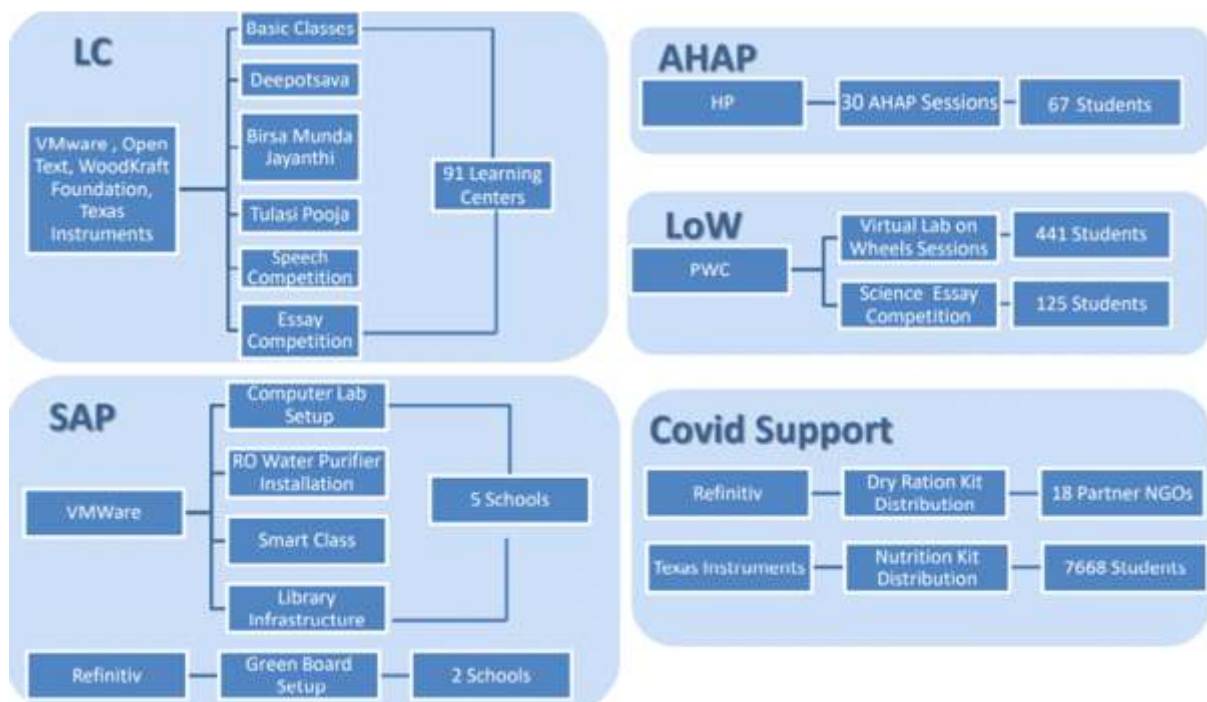 LC
Basic Classes
Deepotsava
Birsa Munda
Jayanthi
Tulasi Pooja
Speech
Competition
Essay
Competition
VMware , Open
Text, WoodKraft
Foundation,
Texas
Instruments
91 Learning
Centers
AHAP
HP
30 AHAP Sessions
67 Students
LoW
PWC
Virtual Lab on
Wheels Sessions
441 Students
Science Essay
Competition
125 Students
SAP
VMWare
Computer Lab
Setup
RO Water Purifier
Installation
Smart Class
Library
Infrastructure
5 Schools
Refinitiv
Green Board
Setup
2 Schools
Covid Support
Refinitiv
Dry Ration Kit
Distribution
18 Partner NGOs
Texas Instruments
Nutrition Kit
Distribution
7668 Students